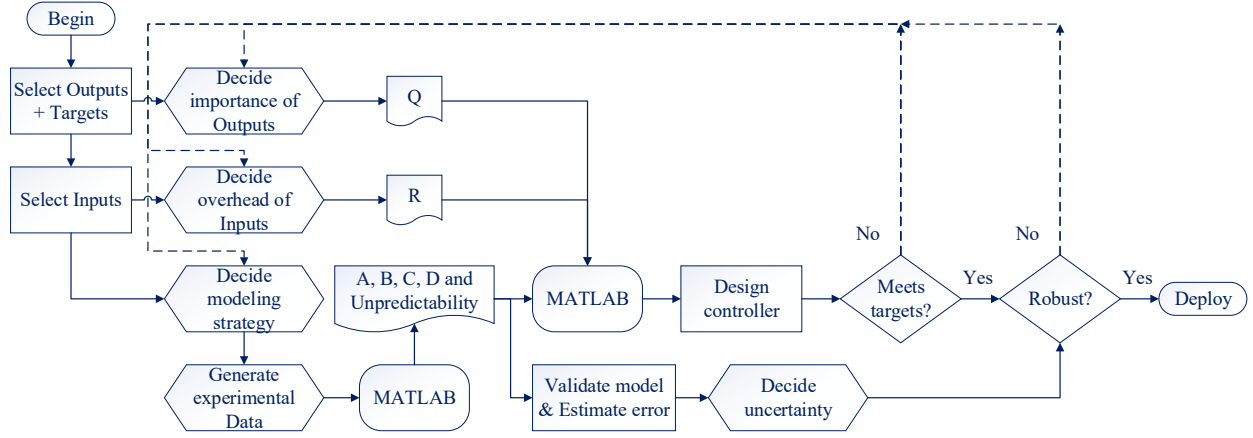 Begin
Select Outputs
+ Targets
Decide
importance of
Outputs
Q
Select Inputs
Decide
overhead of
Inputs
R
No
No
Decide
modeling
strategy
A, B, C, D and
Unpredictability
MATLAB
Design
controller
Meets
targets?
Yes
Robust?
Yes
Deploy
Generate
experimental
Data
MATLAB
Validate model
& Estimate error
Decide
uncertainty